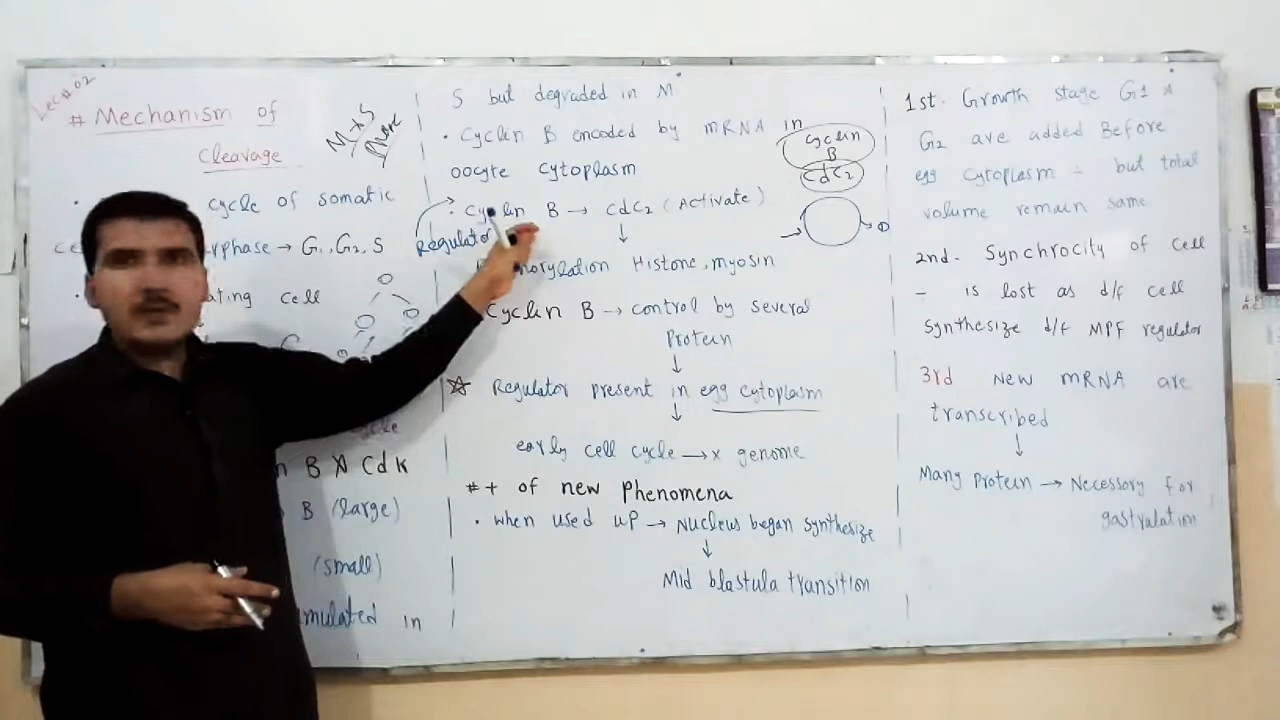 Lec# 02
# Mechanism of
Cleavage
M→S
Phase
cycle of somatic
rphase → G1, G2, S
ating cell
B Cdk
B (large)
(small)
mulated in
S but degraded in M
• Cyclin B encoded by mRNA in
oocyte cytoplasm
• Cyclin B → CdC2 (Activate)
Regulator
↓
horylation Histone, myosin
Cyclin B → control by several
Protein
↓
☆ Regulator present in egg cytoplasm
↓
early cell cycle → x genome
# + of new Phenomena
• when used up → Nucleus began synthesize
↓
Mid blastula transition
Cyclin
B
CdC2
1st. Growth stage G1 &
G2 are added Before
egg cytoplasm ÷ but total
volume remain same
2nd. Synchrocity of cell
- is lost as d/f cell
synthesize d/f MPF regulator
3rd New mRNA are
transcribed
↓
Many protein → Necessary for
gastrulation